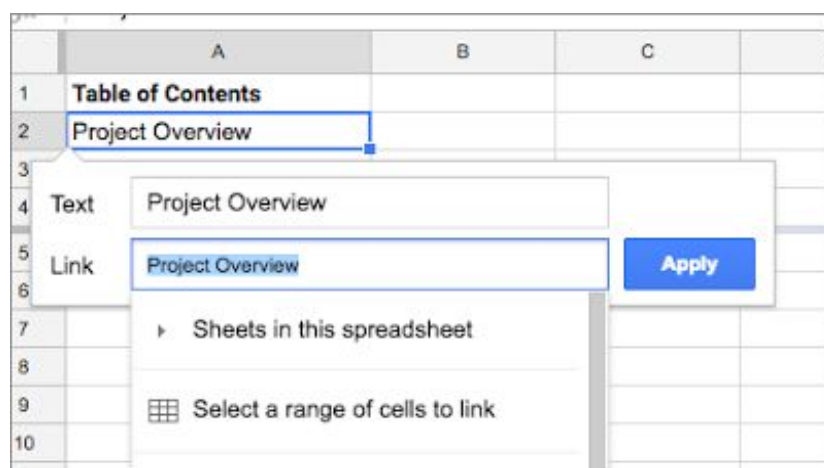 A B C
1 Table of Contents
2 Project Overview
3
4 Text Project Overview
5 Link Project Overview Apply
6
7 Sheets in this spreadsheet
8
9 Select a range of cells to link
10